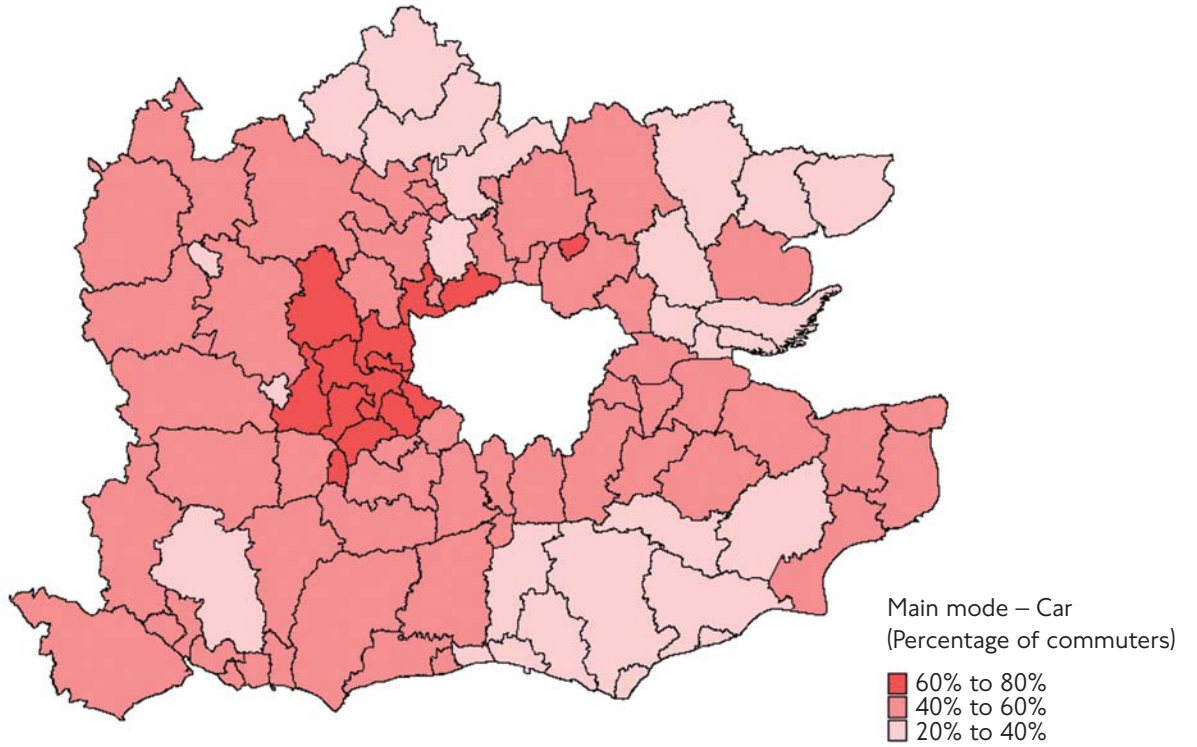 Main mode – Car
(Percentage of commuters)
60% to 80%
40% to 60%
20% to 40%